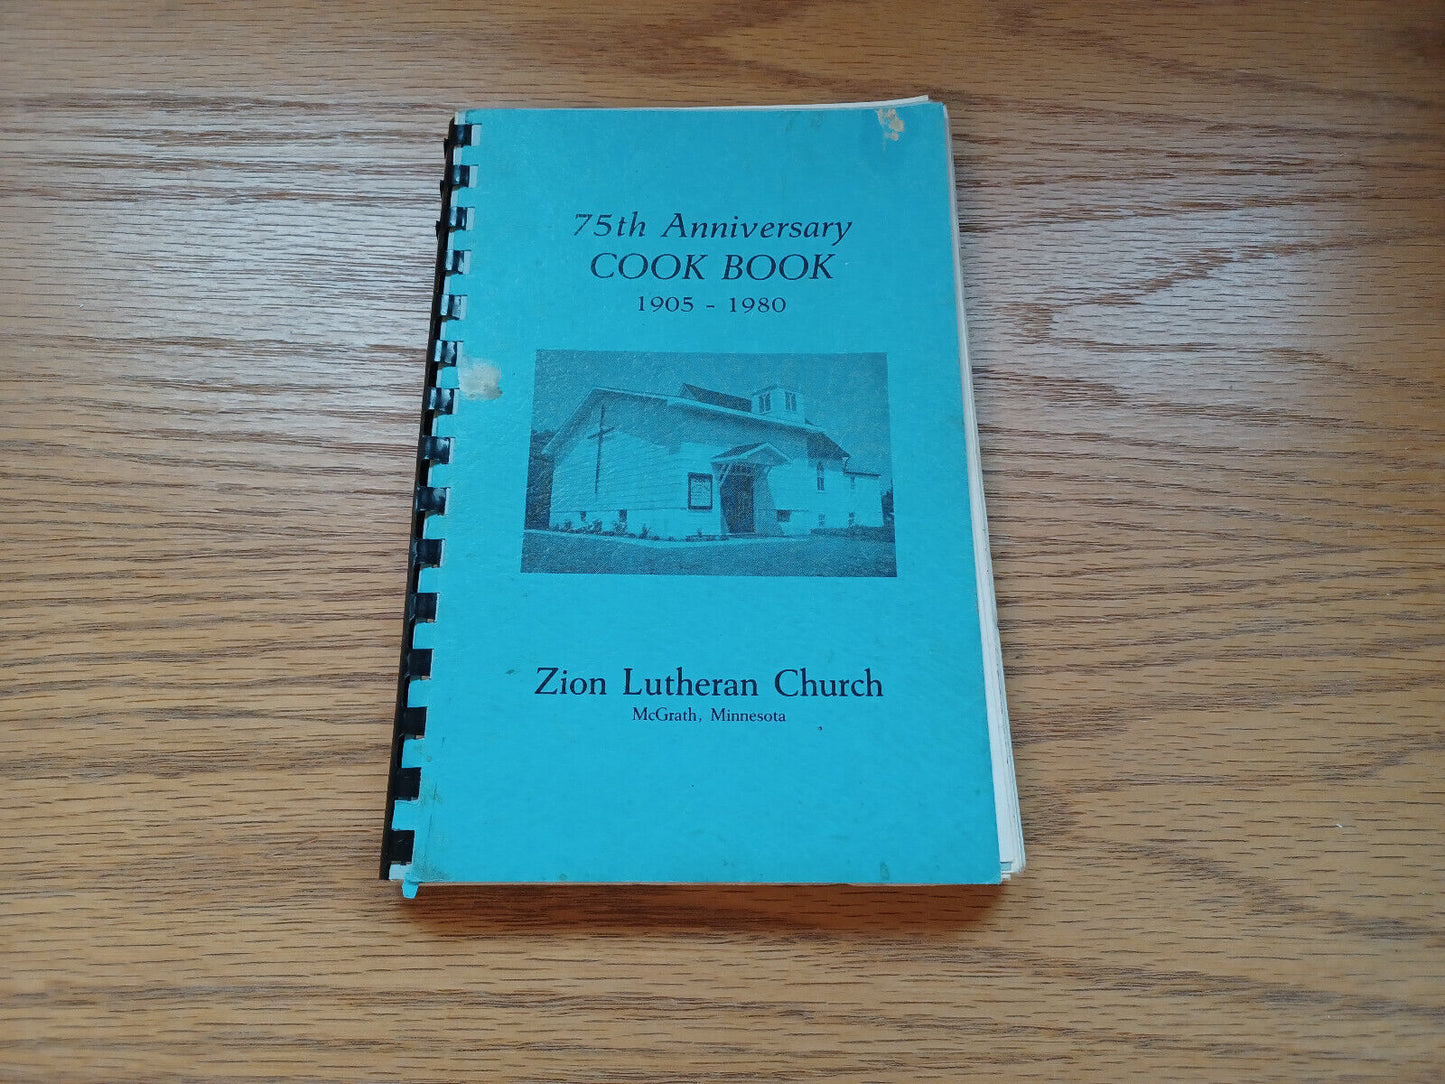 75th Anniversary
COOK BOOK
1905 - 1980
Zion Lutheran Church
McGrath, Minnesota